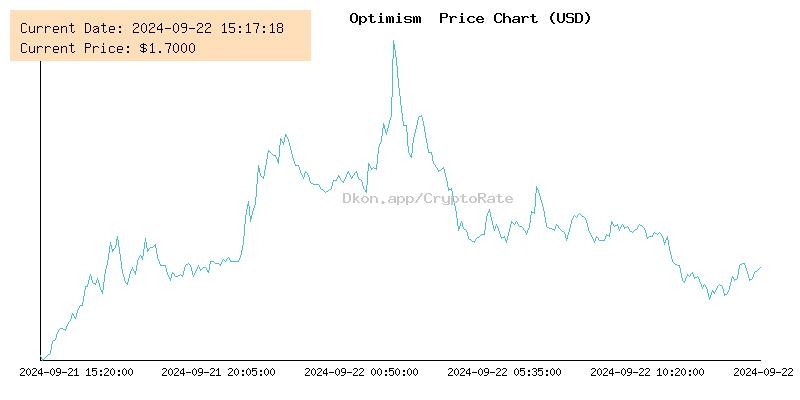 Optimism  Price Chart (USD)
Current Date: 2024-09-22 15:17:18
Current Price: $1.7000
Dkon.app/CryptoRate
2024-09-21 15:20:00 2024-09-21 20:05:00 2024-09-22 00:50:00 2024-09-22 05:35:00 2024-09-22 10:20:00 2024-09-22